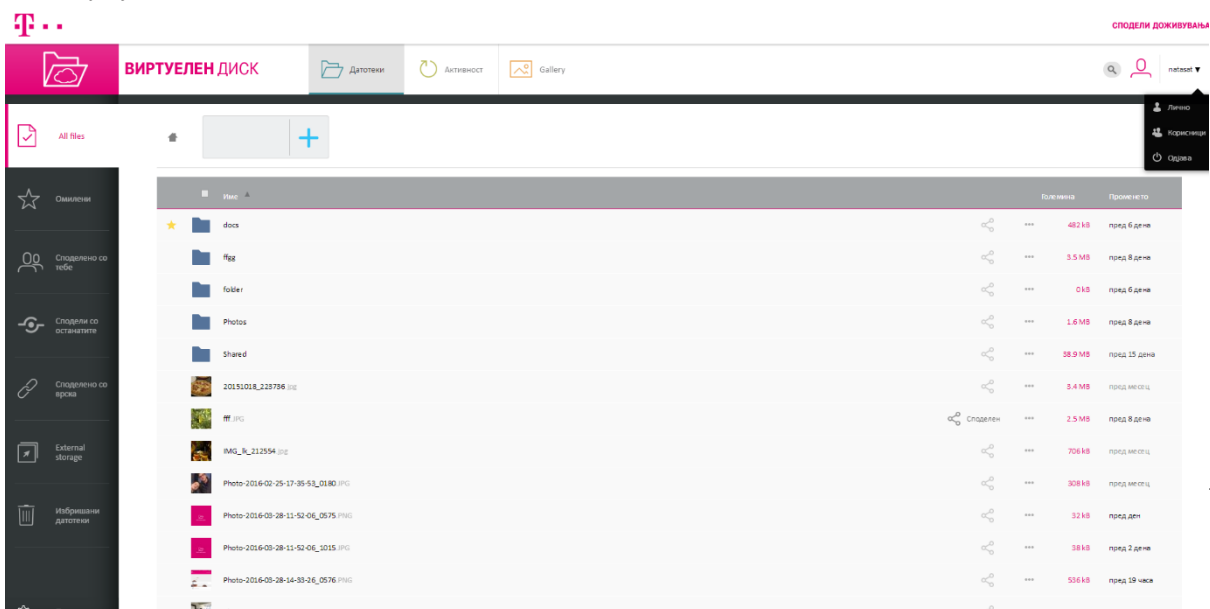 T
СПОДЕЛИ ДОЖИВУВАЊА
ВИРТУЕЛЕН ДИСК
Датотеки
Активност
Gallery
natasat ▼
Лично
Корисници
Одјава
All files
Омилени
Споделено со
тебе
Сподели со
останатите
Споделено со
врска
External
storage
Избришани
датотеки
Име ▲ Големина Променето
docs 482 kB пред 6 дена
ffgg 3.5 MB пред 8 дена
folder 0 kB пред 6 дена
Photos 1.6 MB пред 8 дена
Shared 38.9 MB пред 15 дена
20151018_223736.jpg 3.4 MB пред месец
fff.JPG Споделен 2.5 MB пред 8 дена
IMG_lk_212554.jpg 706 kB пред месец
Photo-2016-02-25-17-35-53_0180.JPG 308 kB пред месец
Photo-2016-03-28-11-52-06_0575.PNG 32 kB пред ден
Photo-2016-03-28-11-52-06_1015.JPG 38 kB пред 2 дена
Photo-2016-03-28-14-33-26_0576.PNG 536 kB пред 19 часа